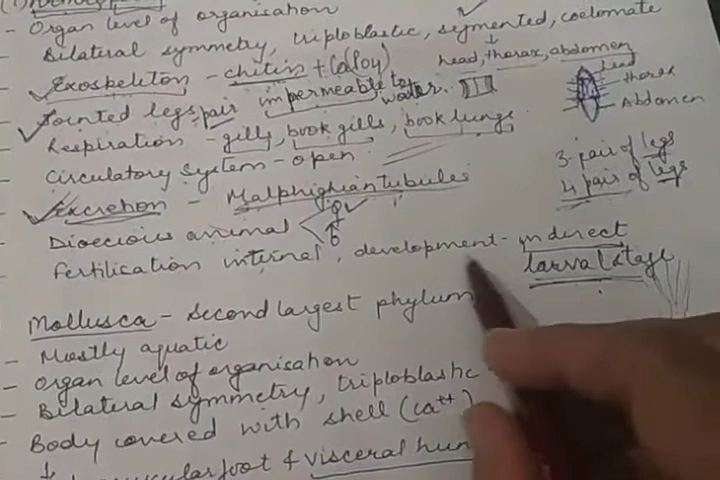 - Organ level of organisation
- Bilateral symmetry, triploblastic, segmented, coelomate
head, thorax, abdomen
- Exoskeleton - chitin +
- Jointed legs pair impermeable to water.
head
thorax
Abdomen
- Respiration - gills, book gills, book lungs
- Circulatory system - open
3 pair of legs
4 pair of legs
- Excretion - Malphighian tubules
- Dioecious animal ♀ ♂
- fertilication internal, development - indirect
larval stage
Mollusca - second largest phylum
- Mostly aquatic
- Organ level of organisation
- Bilateral symmetry, triploblastic
- Body covered with shell (Ca++)
foot & visceral hum